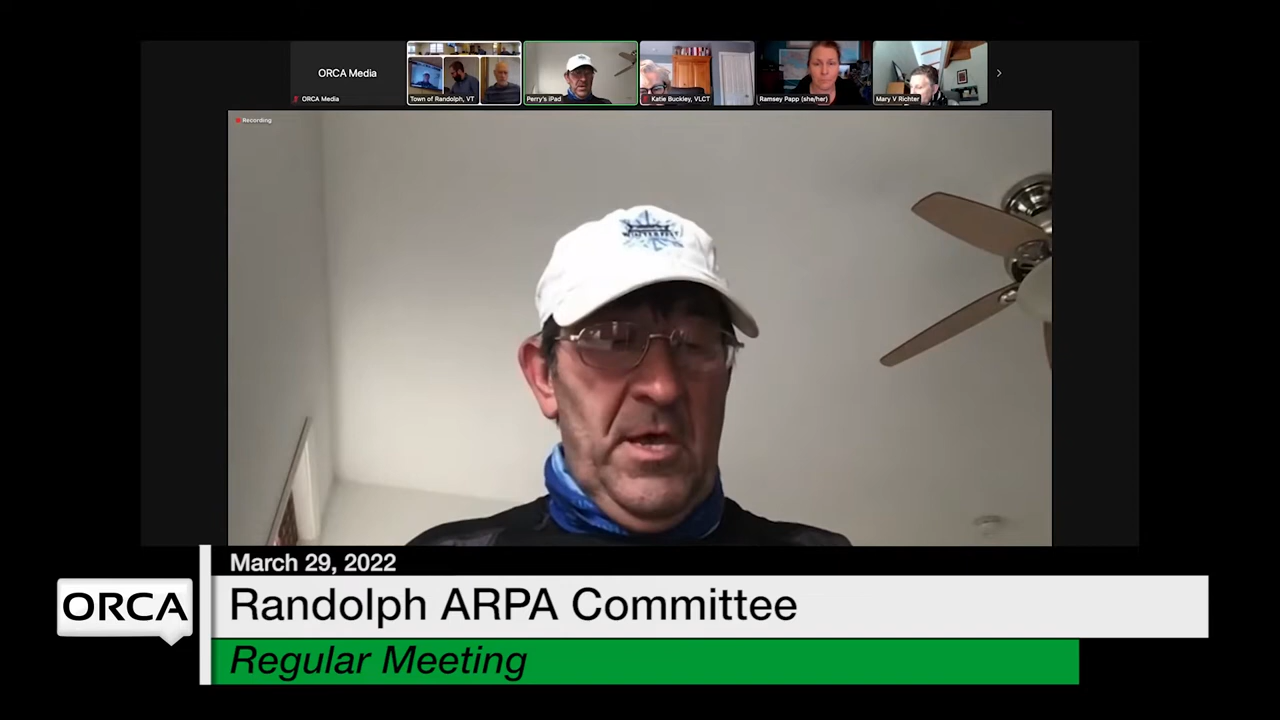 ORCA Media
ORCA Media
Town of Randolph, VT
Perry's iPad
Katie Buckley, VLCT
Ramsey Papp (she/her)
Mary V Richter
Recording
WINTERFEST
March 29, 2022
ORCA
Randolph ARPA Committee
Regular Meeting